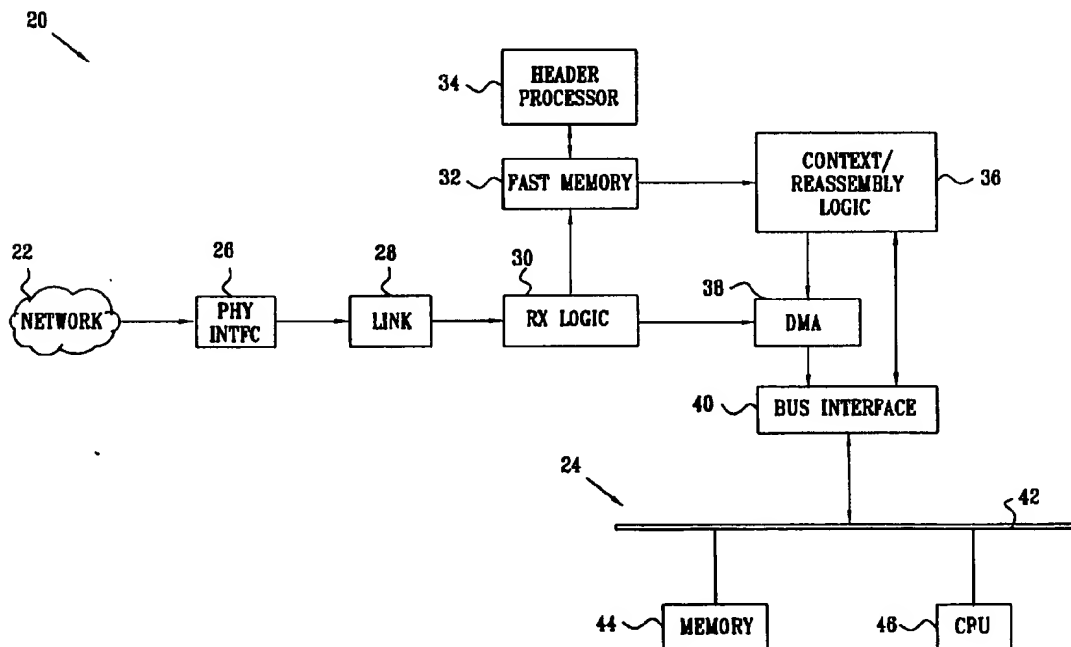 20
34
HEADER
PROCESSOR
32
FAST MEMORY
CONTEXT/
REASSEMBLY
LOGIC
36
22
NETWORK
26
PHY
INTFC
28
LINK
30
RX LOGIC
38
DMA
40
BUS INTERFACE
24
42
44
MEMORY
46
CPU